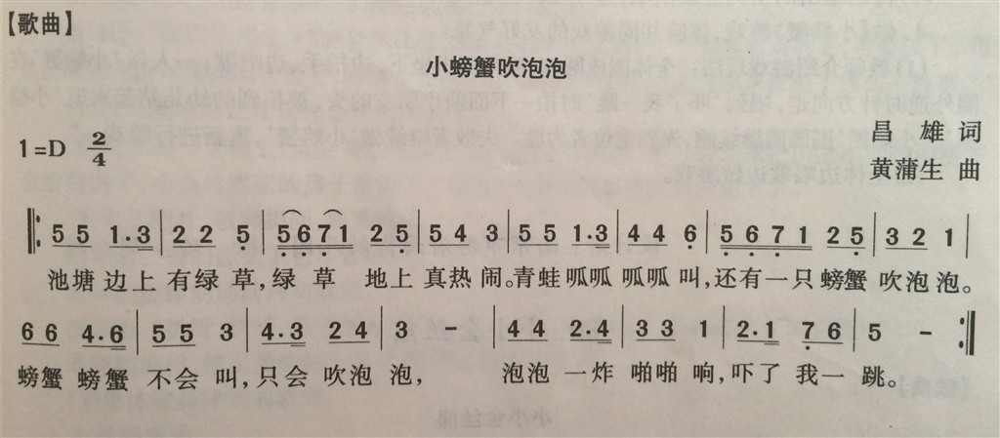 【歌曲】
小螃蟹吹泡泡
昌 雄 词
1=D 2/4
黄蒲生 曲
5 5 1·3 | 2 2 5 | 5 6 7 1 2 5 | 5 4 3 | 5 5 1·3 | 4 4 6 | 5 6 7 1 2 5 | 3 2 1 |
池塘 边上 有绿 草,绿 草 地上 真热 闹。青蛙 呱呱 呱呱 叫,还有一只 螃蟹 吹泡 泡。
6 6 4·6 | 5 5 3 | 4·3 2 4 | 3 - | 4 4 2·4 | 3 3 1 | 2·1 7 6 | 5 - :‖
螃蟹 螃蟹 不会 叫,只会 吹泡 泡, 泡泡 一炸 啪啪 响,吓了 我一 跳。